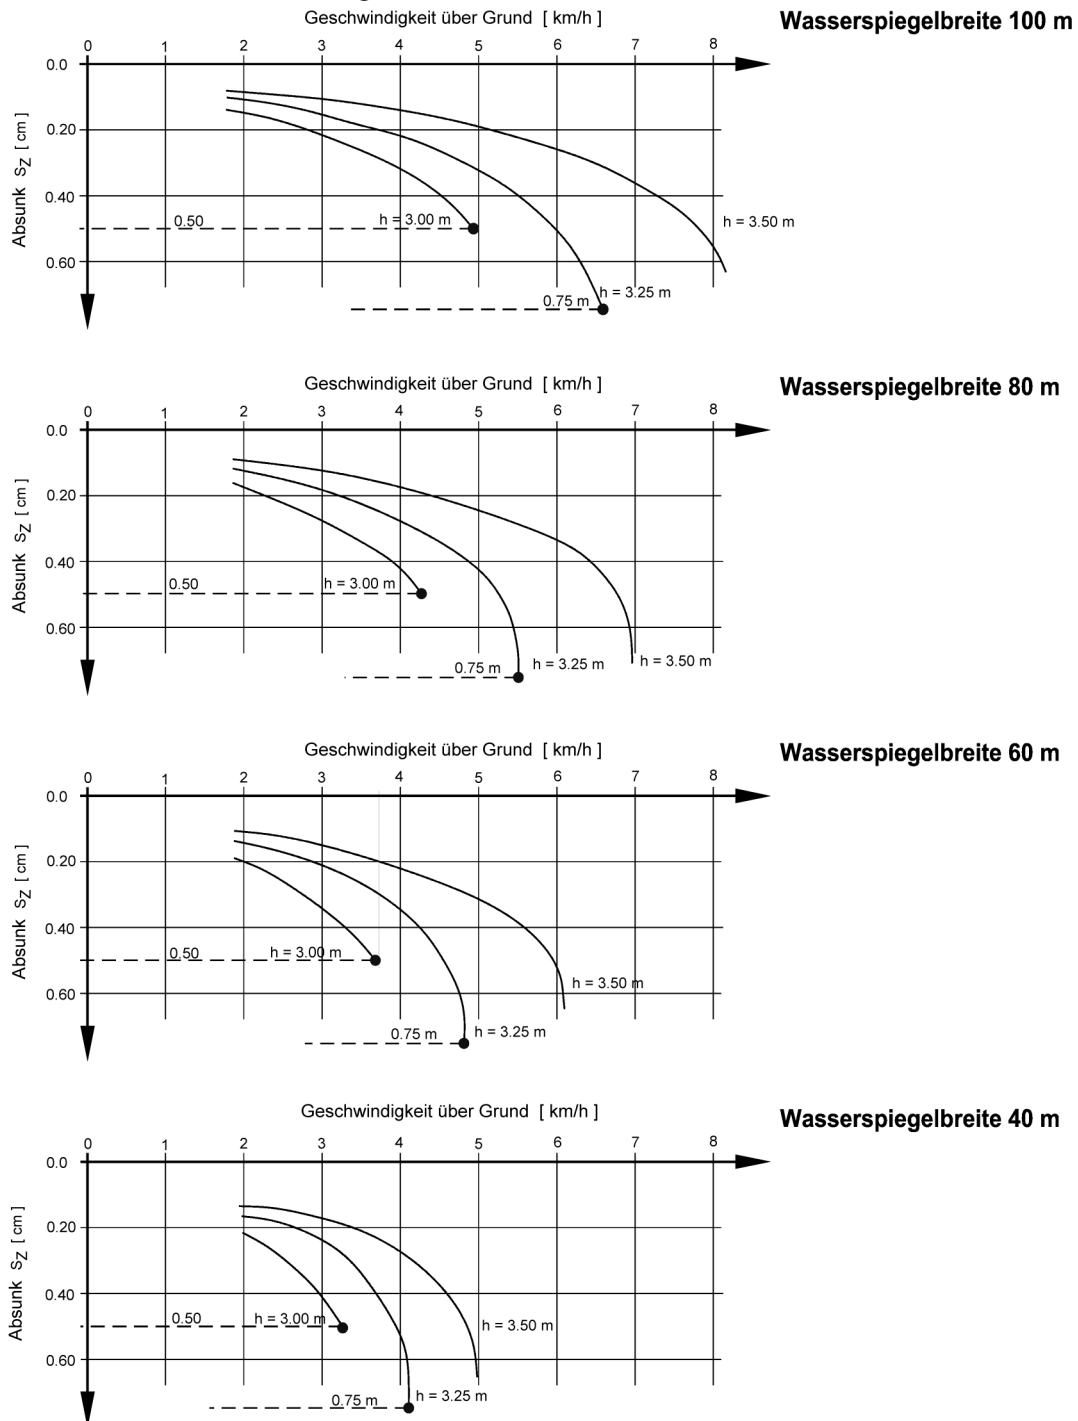 Geschwindigkeit über Grund [ km/h ]
Wasserspiegelbreite 100 m
0 1 2 3 4 5 6 7 8
0.0
0.20
0.40
0.60
Absunk sZ [ cm ]
0.50
h = 3.00 m
h = 3.50 m
h = 3.25 m
0.75 m
Geschwindigkeit über Grund [ km/h ]
Wasserspiegelbreite 80 m
0 1 2 3 4 5 6 7 8
0.0
0.20
0.40
0.60
Absunk sZ [ cm ]
0.50
h = 3.00 m
0.75 m
h = 3.25 m
h = 3.50 m
Geschwindigkeit über Grund [ km/h ]
Wasserspiegelbreite 60 m
0 1 2 3 4 5 6 7 8
0.0
0.20
0.40
0.60
Absunk sZ [ cm ]
0.50
h = 3.00 m
h = 3.50 m
0.75 m
h = 3.25 m
Geschwindigkeit über Grund [ km/h ]
Wasserspiegelbreite 40 m
0 1 2 3 4 5 6 7 8
0.0
0.20
0.40
0.60
Absunk sZ [ cm ]
0.50
h = 3.00 m
h = 3.50 m
0.75 m
h = 3.25 m